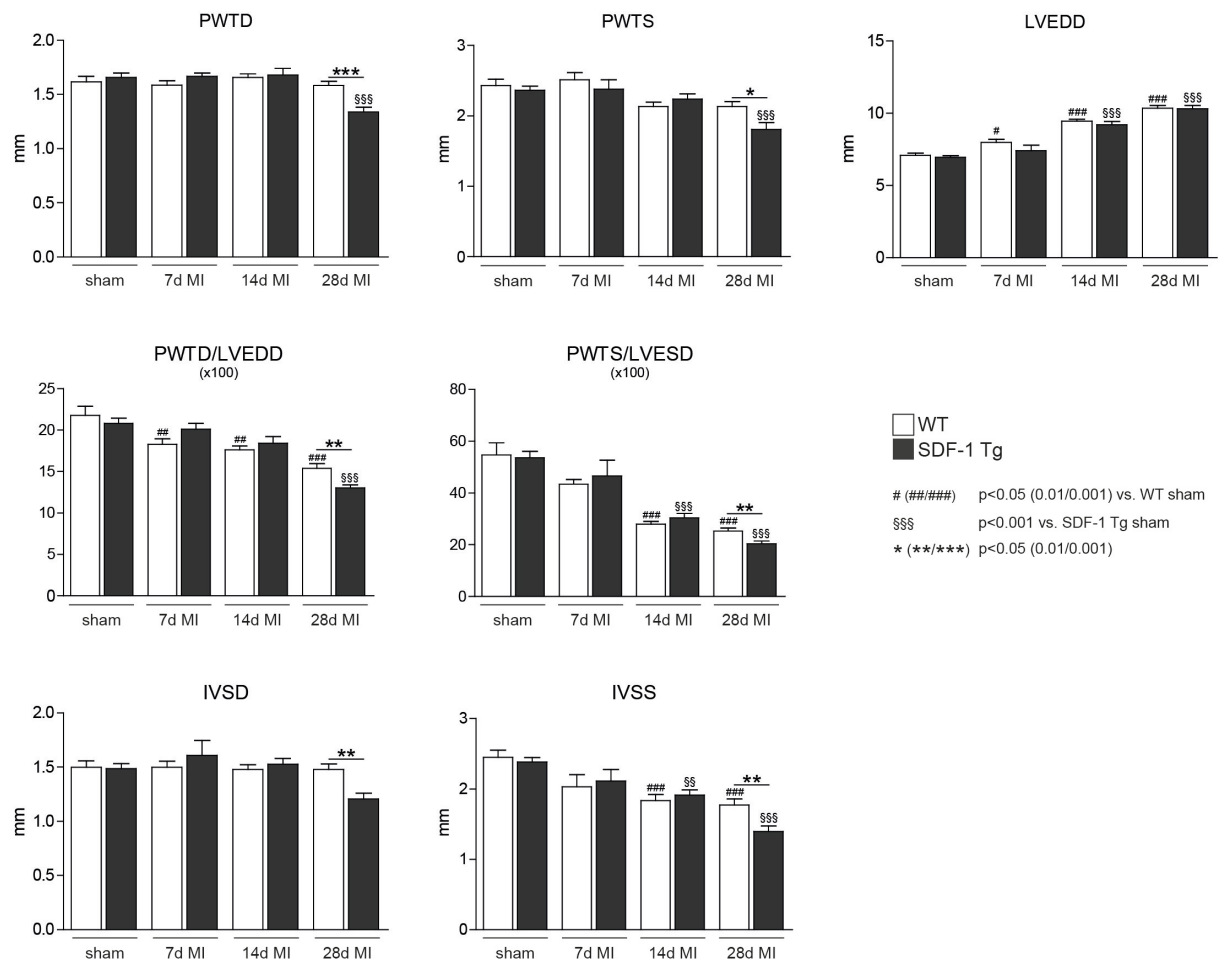 PWTD
2.0
1.5
1.0
0.5
0.0
mm
***
§§§
sham 7d MI 14d MI 28d MI
PWTS
3
2
1
0
mm
*
§§§
sham 7d MI 14d MI 28d MI
LVEDD
15
10
5
0
mm
#
### §§§
### §§§
sham 7d MI 14d MI 28d MI
PWTD/LVEDD
(x100)
25
20
15
10
5
0
##
##
**
###
§§§
sham 7d MI 14d MI 28d MI
PWTS/LVESD
(x100)
80
60
40
20
0
### §§§
**
###
§§§
sham 7d MI 14d MI 28d MI
WT
SDF-1 Tg
# (##/###) p<0.05 (0.01/0.001) vs. WT sham
§§§ p<0.001 vs. SDF-1 Tg sham
* (**/***) p<0.05 (0.01/0.001)
IVSD
2.0
1.5
1.0
0.5
0.0
mm
**
sham 7d MI 14d MI 28d MI
IVSS
3
2
1
0
mm
### §§
**
###
§§§
sham 7d MI 14d MI 28d MI